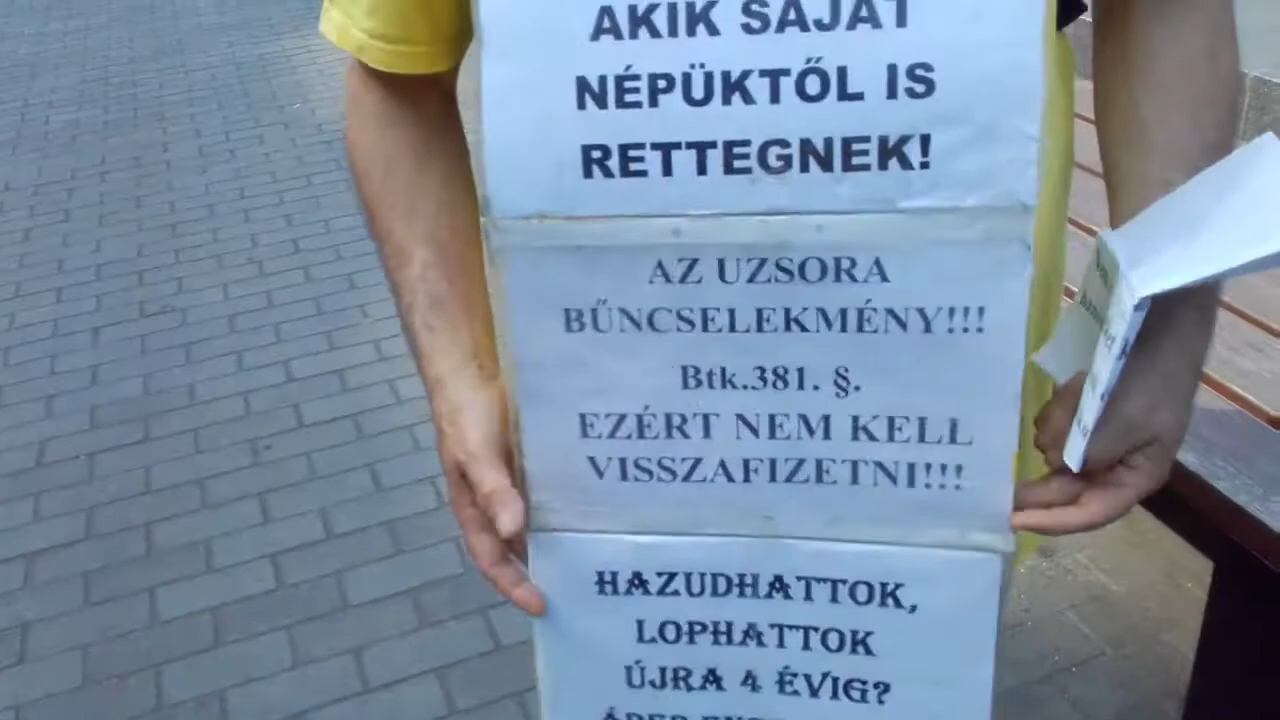 AKIK SAJÁT
NÉPÜKTŐL IS
RETTEGNEK!
AZ UZSORA
BŰNCSELEKMÉNY!!!
Btk.381. §.
EZÉRT NEM KELL
VISSZAFIZETNI!!!
HAZUDHATTOK,
LOPHATTOK
ÚJRA 4 ÉVIG?